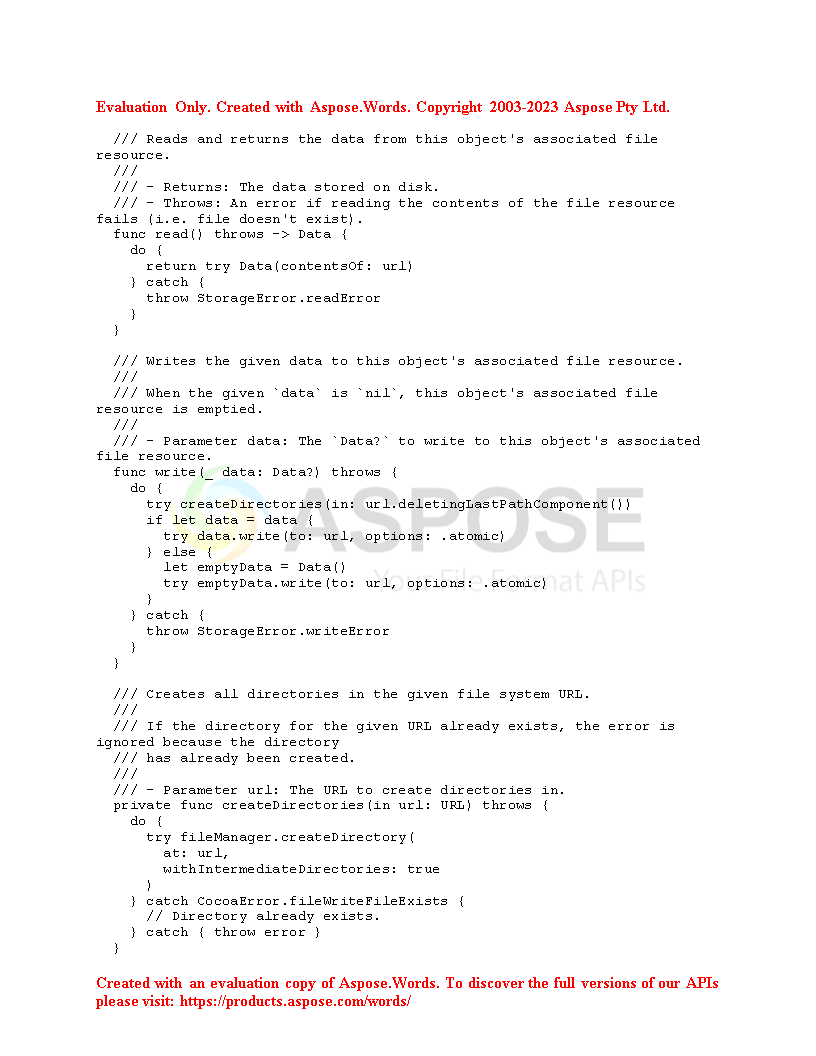 Evaluation Only. Created with Aspose.Words. Copyright 2003-2023 Aspose Pty Ltd.
  /// Reads and returns the data from this object's associated file
resource.
  ///
  /// - Returns: The data stored on disk.
  /// - Throws: An error if reading the contents of the file resource
fails (i.e. file doesn't exist).
  func read() throws -> Data {
    do {
      return try Data(contentsOf: url)
    } catch {
      throw StorageError.readError
    }
  }

  /// Writes the given data to this object's associated file resource.
  ///
  /// When the given `data` is `nil`, this object's associated file
resource is emptied.
  ///
  /// - Parameter data: The `Data?` to write to this object's associated
file resource.
  func write(_ data: Data?) throws {
    do {
      try createDirectories(in: url.deletingLastPathComponent())
      if let data = data {
        try data.write(to: url, options: .atomic)
      } else {
        let emptyData = Data()
        try emptyData.write(to: url, options: .atomic)
      }
    } catch {
      throw StorageError.writeError
    }
  }

  /// Creates all directories in the given file system URL.
  ///
  /// If the directory for the given URL already exists, the error is
ignored because the directory
  /// has already been created.
  ///
  /// - Parameter url: The URL to create directories in.
  private func createDirectories(in url: URL) throws {
    do {
      try fileManager.createDirectory(
        at: url,
        withIntermediateDirectories: true
      )
    } catch CocoaError.fileWriteFileExists {
      // Directory already exists.
    } catch { throw error }
  }
ASPOSE
Your File Format APIs
Created with an evaluation copy of Aspose.Words. To discover the full versions of our APIs
please visit: https://products.aspose.com/words/